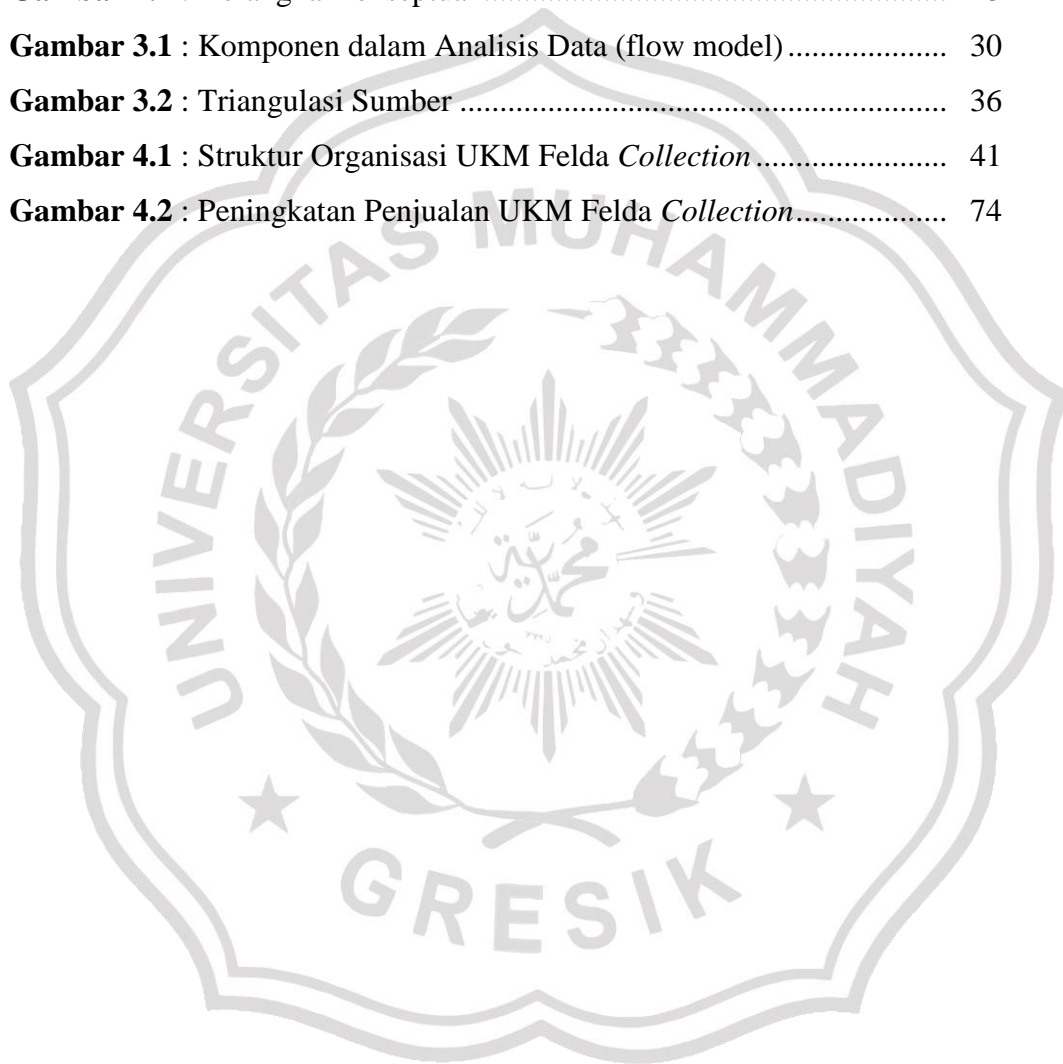 Gambar 3.1 : Komponen dalam Analisis Data (flow model) .................... 30
Gambar 3.2 : Triangulasi Sumber .................................................... 36
Gambar 4.1 : Struktur Organisasi UKM Felda Collection ..................... 41
Gambar 4.2 : Peningkatan Penjualan UKM Felda Collection ................... 74
UNIVERSITAS MUHAMMADIYAH
محمدية
GRESIK